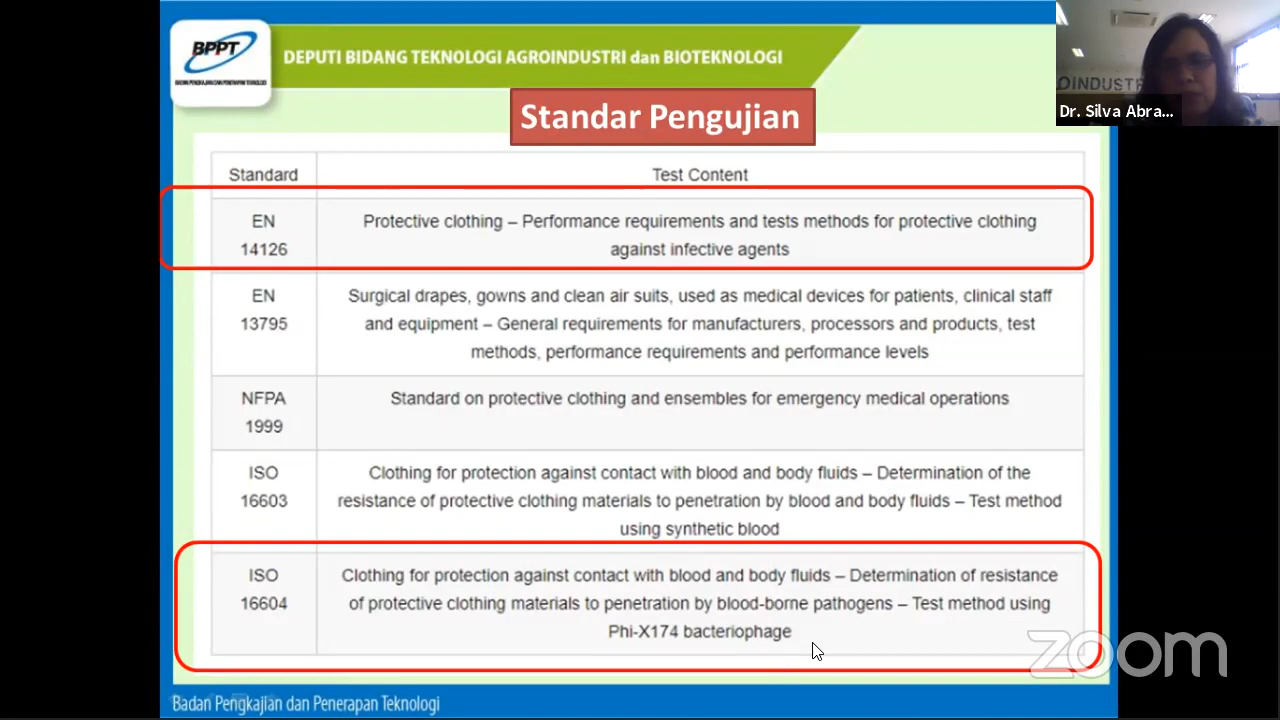 BPPT
BADAN PENGKAJIAN DAN PENERAPAN TEKNOLOGI
DEPUTI BIDANG TEKNOLOGI AGROINDUSTRI dan BIOTEKNOLOGI
OINDUSTR
Dr. Silva Abra...
Standar Pengujian
Standard
Test Content
EN
14126
Protective clothing – Performance requirements and tests methods for protective clothing
against infective agents
EN
13795
Surgical drapes, gowns and clean air suits, used as medical devices for patients, clinical staff
and equipment – General requirements for manufacturers, processors and products, test
methods, performance requirements and performance levels
NFPA
1999
Standard on protective clothing and ensembles for emergency medical operations
ISO
16603
Clothing for protection against contact with blood and body fluids – Determination of the
resistance of protective clothing materials to penetration by blood and body fluids – Test method
using synthetic blood
ISO
16604
Clothing for protection against contact with blood and body fluids – Determination of resistance
of protective clothing materials to penetration by blood-borne pathogens – Test method using
Phi-X174 bacteriophage
zoom
Badan Pengkajian dan Penerapan Teknologi